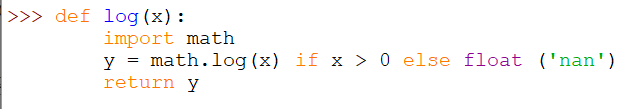 >>> def log(x):
        import math
        y = math.log(x) if x > 0 else float ('nan')
        return y